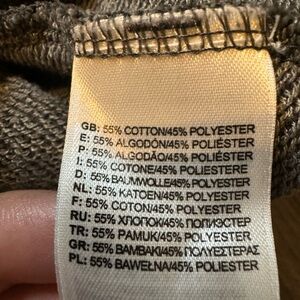 GB: 55% COTTON/45% POLYESTER
E: 55% ALGODÓN/45% POLIÉSTER
P: 55% ALGODÃO/45% POLIÉSTER
I: 55% COTONE/45% POLIESTERE
D: 55% BAUMWOLLE/45% POLYESTER
NL: 55% KATOEN/45% POLYESTER
F: 55% COTON/45% POLYESTER
RU: 55% ХЛОПОК/45% ПОЛИЭСТЕР
TR: 55% PAMUK/45% POLYESTER
GR: 55% ΒΑΜΒΑΚΙ/45% ΠΟΛΥΕΣΤΕΡΑΣ
PL: 55% BAWEŁNA/45% POLYESTER